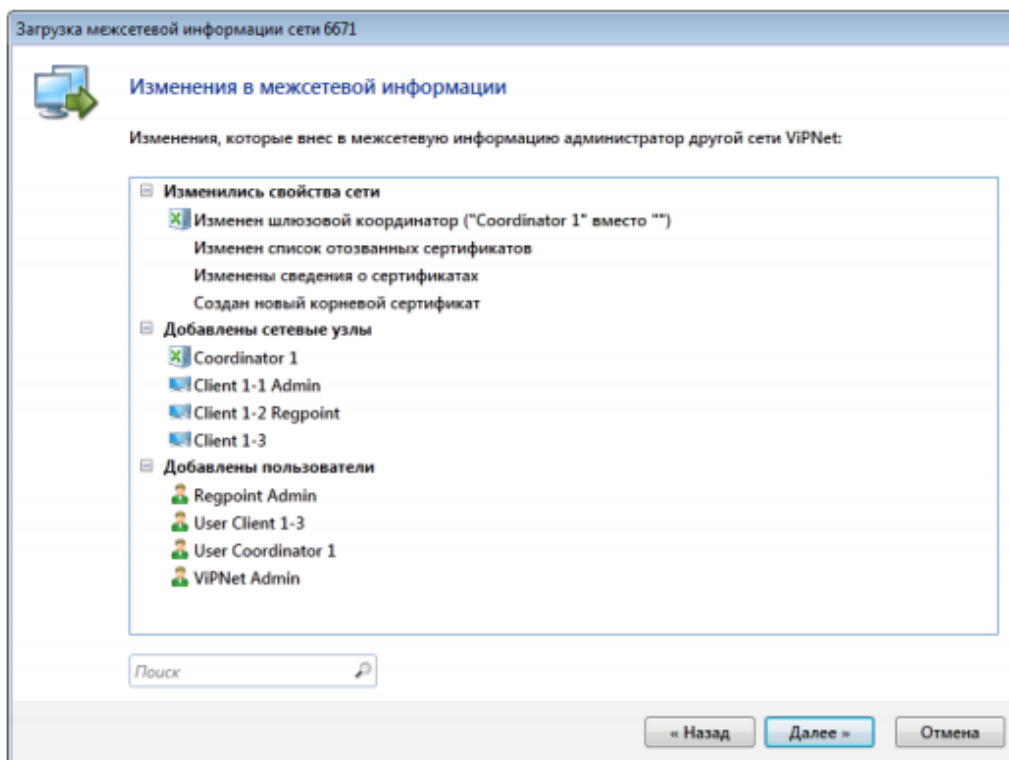 Загрузка межсетевой информации сети 6671
Изменения в межсетевой информации
Изменения, которые внес в межсетевую информацию администратор другой сети ViPNet:
Изменились свойства сети
Изменен шлюзовой координатор ("Coordinator 1" вместо "")
Изменен список отозванных сертификатов
Изменены сведения о сертификатах
Создан новый корневой сертификат
Добавлены сетевые узлы
Coordinator 1
Client 1-1 Admin
Client 1-2 Regpoint
Client 1-3
Добавлены пользователи
Regpoint Admin
User Client 1-3
User Coordinator 1
ViPNet Admin
Поиск
« Назад Далее » Отмена